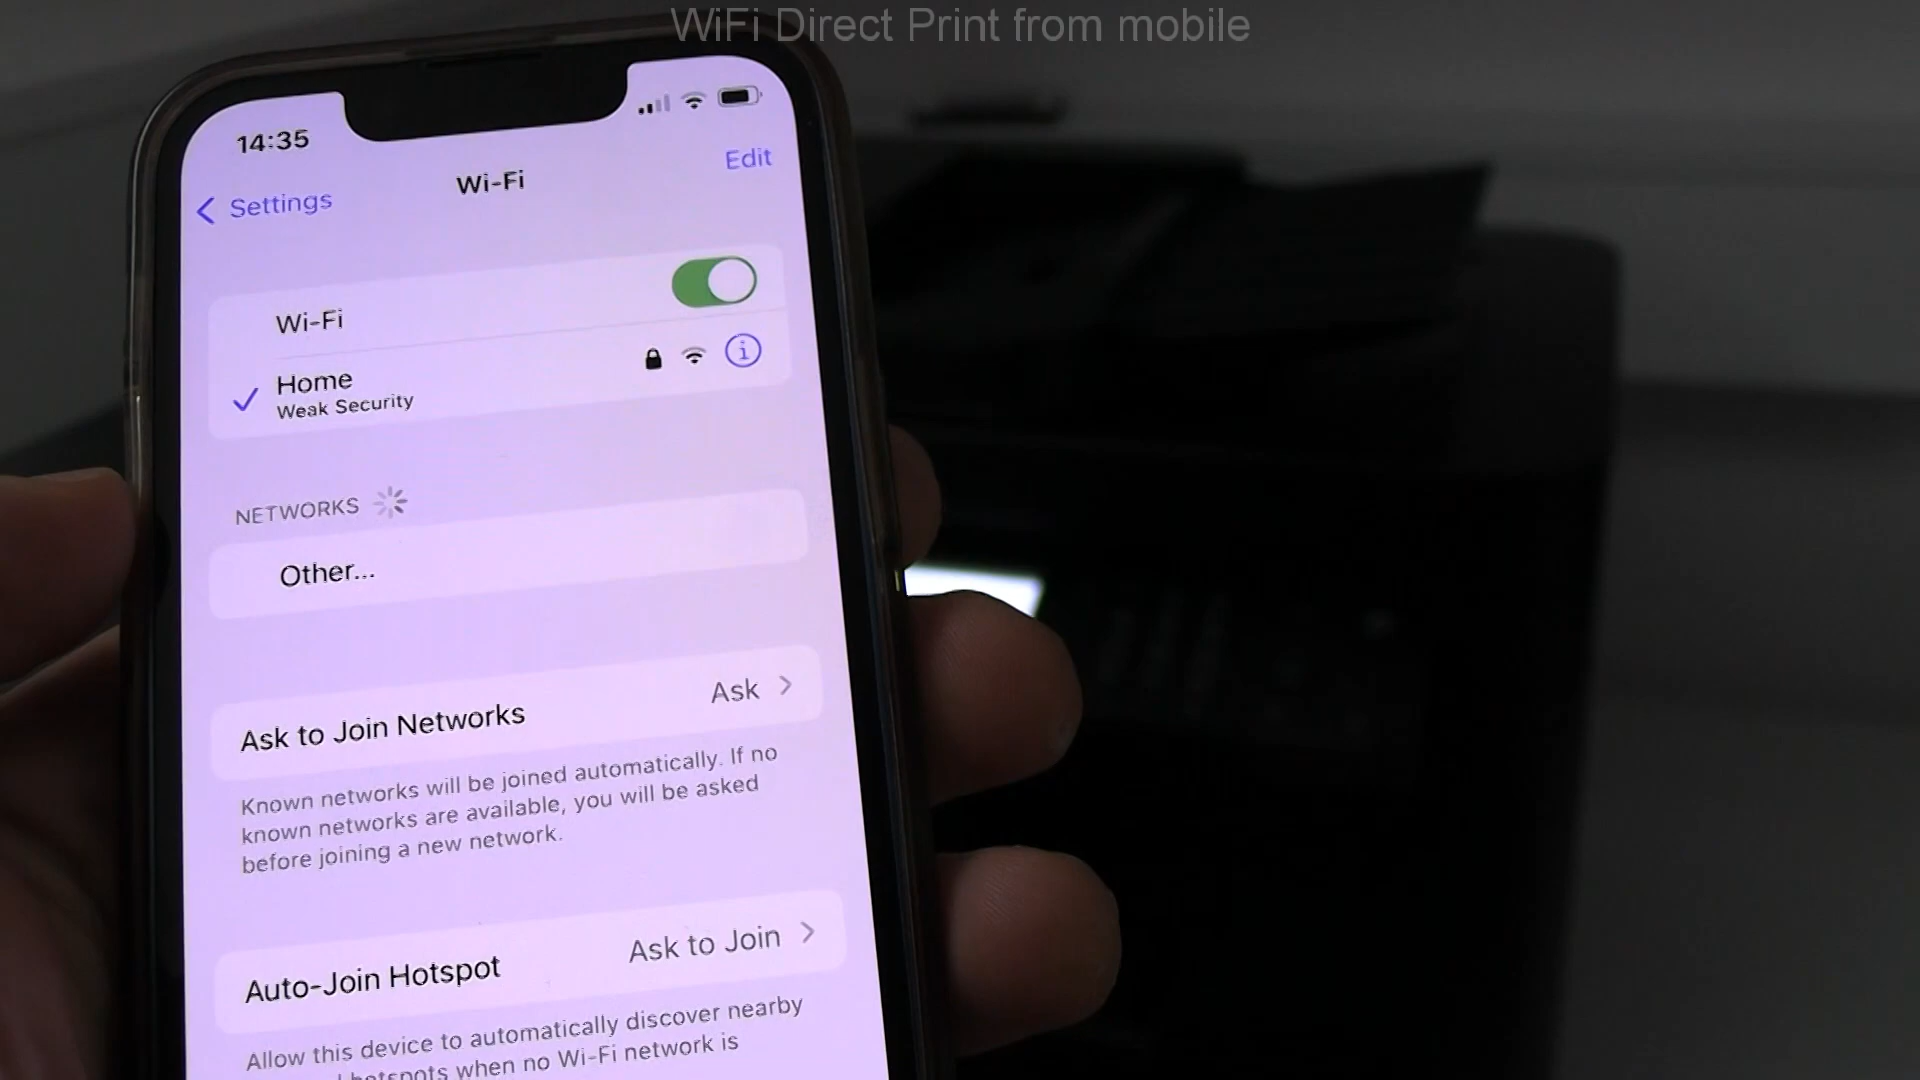 WiFi Direct Print from mobile
14:35
Settings
Wi-Fi
Edit
Wi-Fi
Home
Weak Security
NETWORKS
Other...
Ask to Join Networks
Ask
Known networks will be joined automatically. If no
known networks are available, you will be asked
before joining a new network.
Auto-Join Hotspot
Ask to Join
Allow this device to automatically discover nearby
hotspots when no Wi-Fi network is